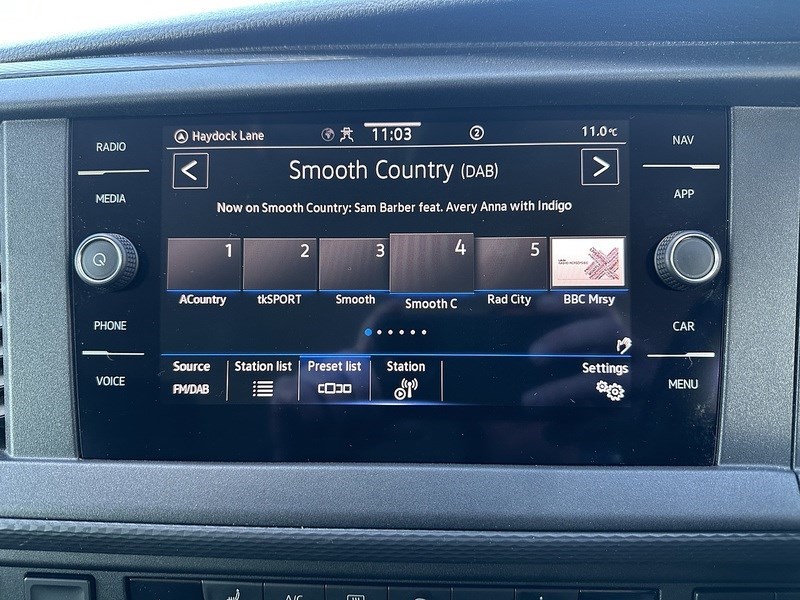 RADIO
MEDIA
PHONE
VOICE
Haydock Lane 11:03 2 11.0°C
< Smooth Country (DAB) >
Now on Smooth Country: Sam Barber feat. Avery Anna with Indigo
1 2 3 4 5
ACountry tkSPORT Smooth Smooth C Rad City BBC Mrsy
Source Station list Preset list Station Settings
FM/DAB
NAV
APP
CAR
MENU
A/C